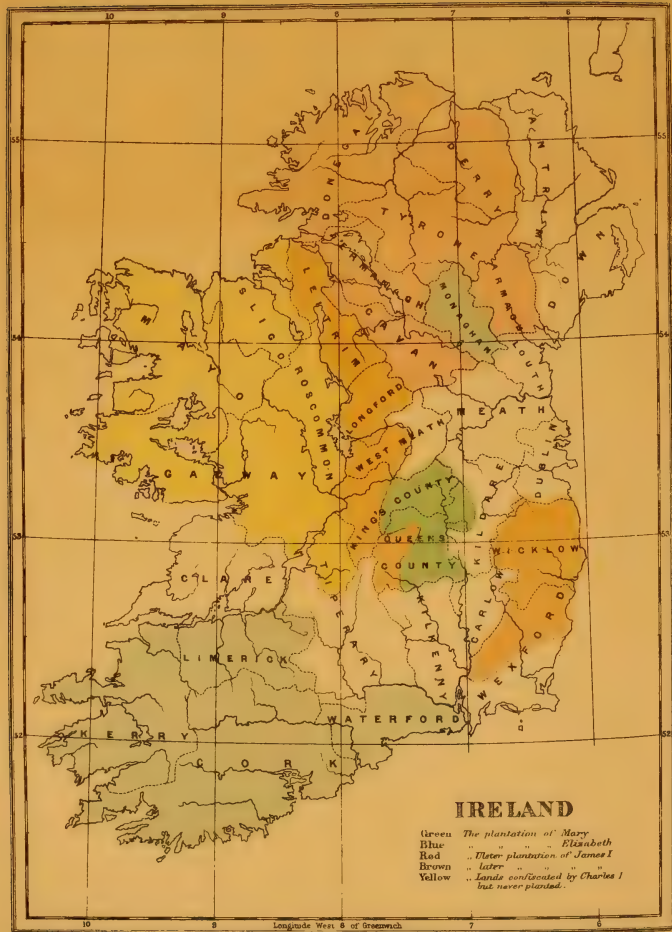 10 9 8 7 6
55 55
DONEGAL
DERRY
ANTRIM
TYRONE
FERMANAGH
ARMAGH
DOWN
MONAGHAN
SLIGO
LEITRIM
CAVAN
54 54
LOUTH
MAYO
ROSCOMMON
LONGFORD
MEATH
WEST MEATH
DUBLIN
GALWAY
KING'S COUNTY
KILDARE
53 53
QUEENS
COUNTY
WICKLOW
CLARE
TIPPERARY
CARLOW
KILKENNY
LIMERICK
WEXFORD
WATERFORD
52 52
KERRY
CORK
IRELAND
Green The plantation of Mary
Blue " " " " Elizabeth
Red " Ulster plantation of James I
Brown " later " " " "
Yellow " Lands confiscated by Charles I
but never planted.
10 9 Longitude West 8 of Greenwich 7 6